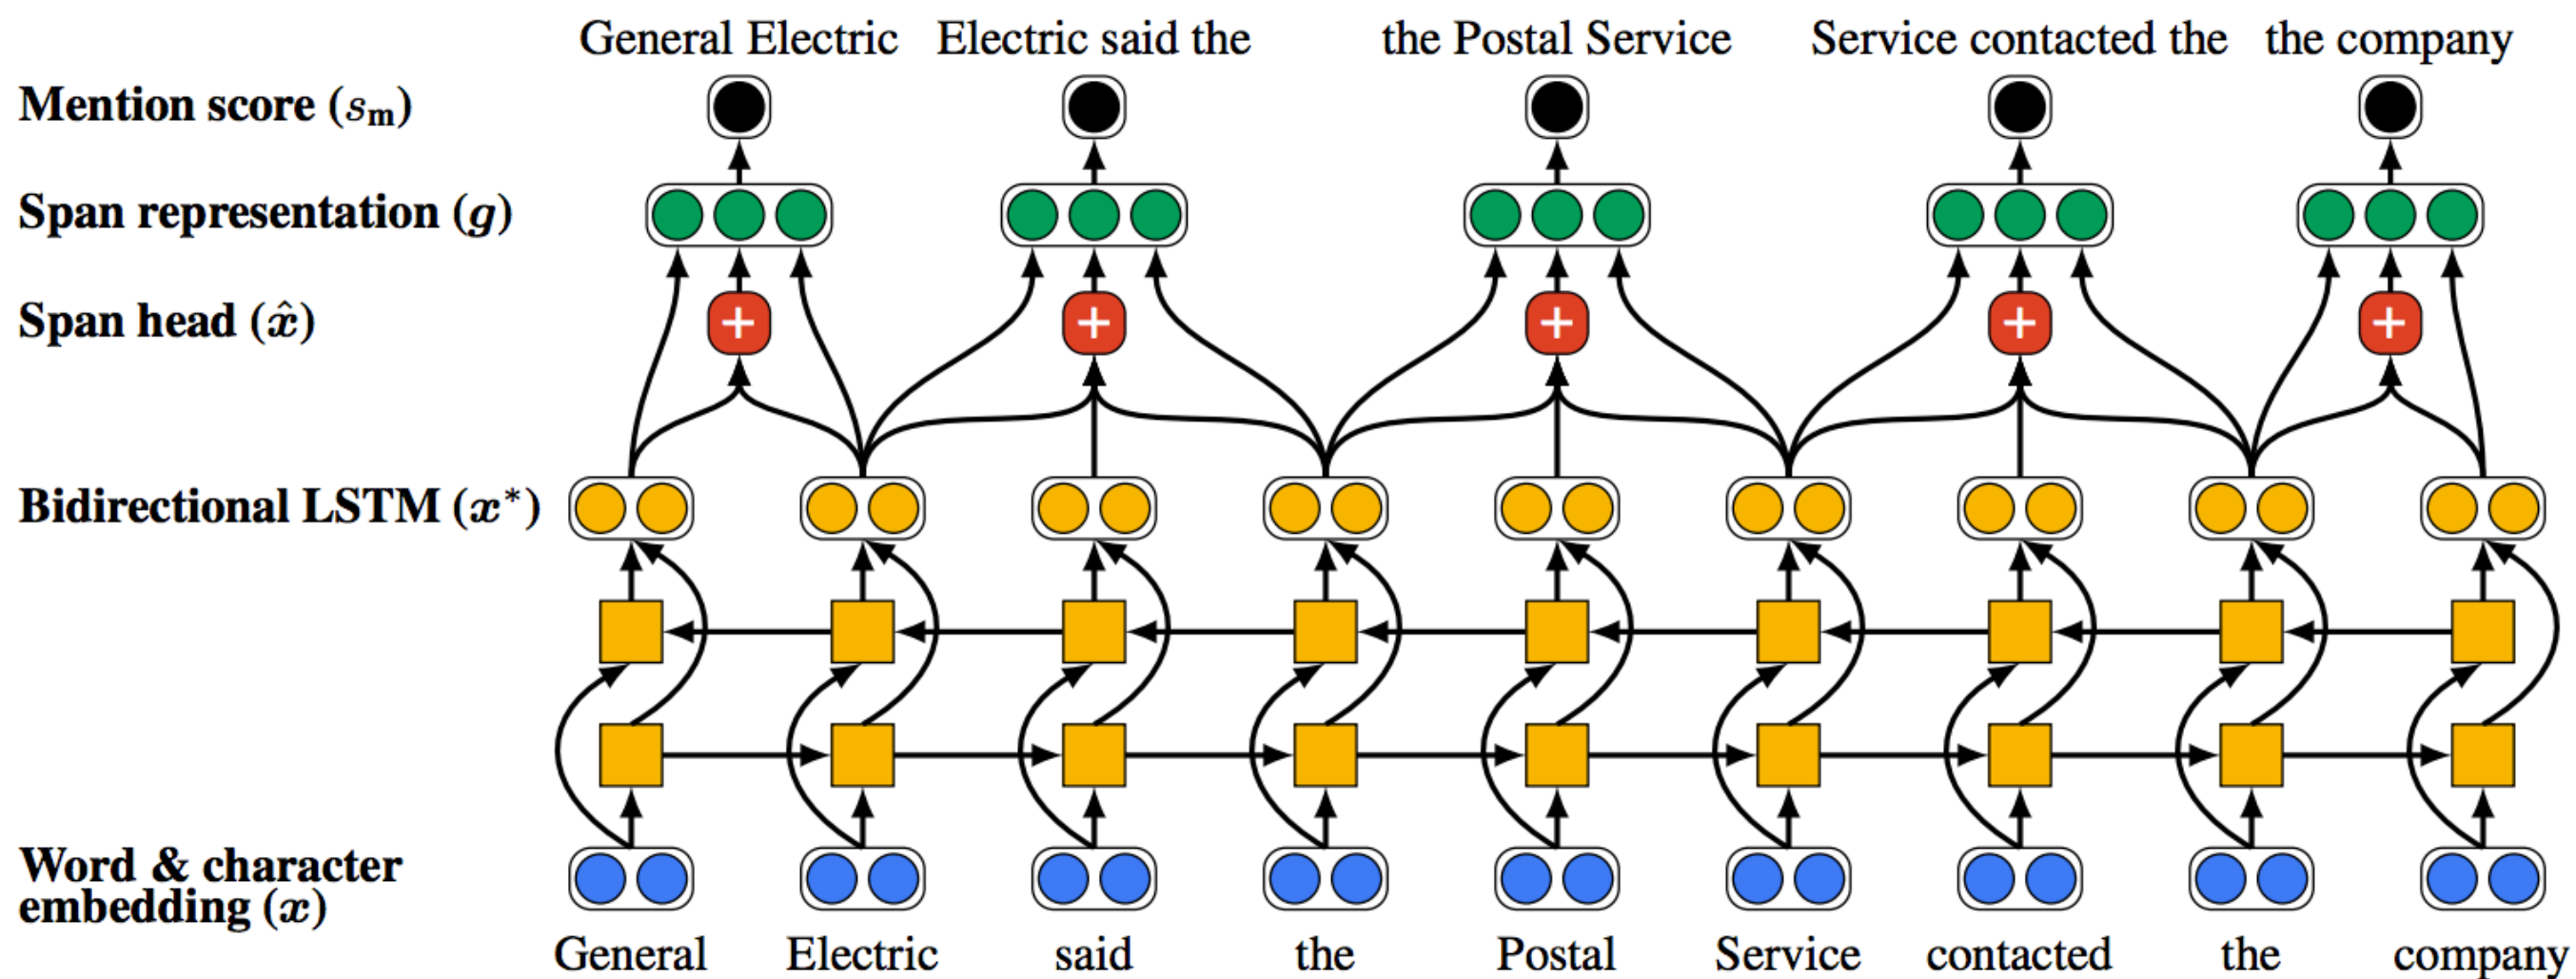 General Electric Electric said the the Postal Service Service contacted the the company
Mention score (sₘ)
Span representation (g)
Span head (x̂)
+ + + + +
Bidirectional LSTM (x*)
Word & character
embedding (x)
General Electric said the Postal Service contacted the company